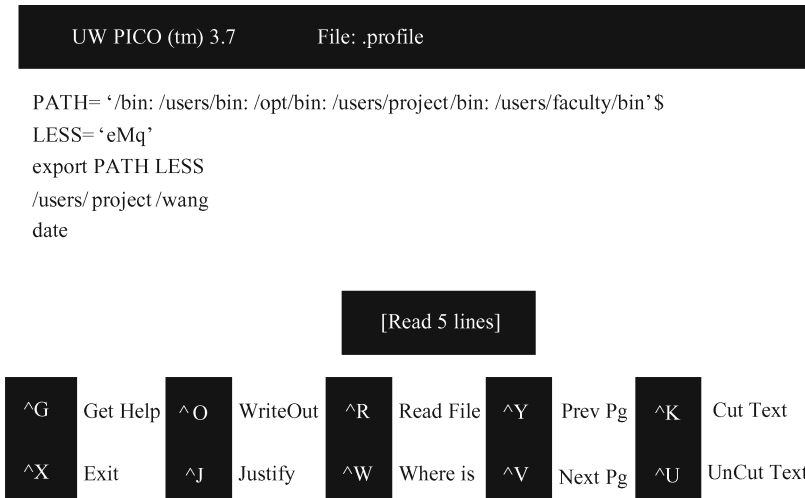 UW PICO (tm) 3.7 File: .profile
PATH= ‘/bin: /users/bin: /opt/bin: /users/project/bin: /users/faculty/bin’$
LESS= ‘eMq’
export PATH LESS
/users/ project /wang
date
[Read 5 lines]
^G Get Help ^O WriteOut ^R Read File ^Y Prev Pg ^K Cut Text
^X Exit ^J Justify ^W Where is ^V Next Pg ^U UnCut Text